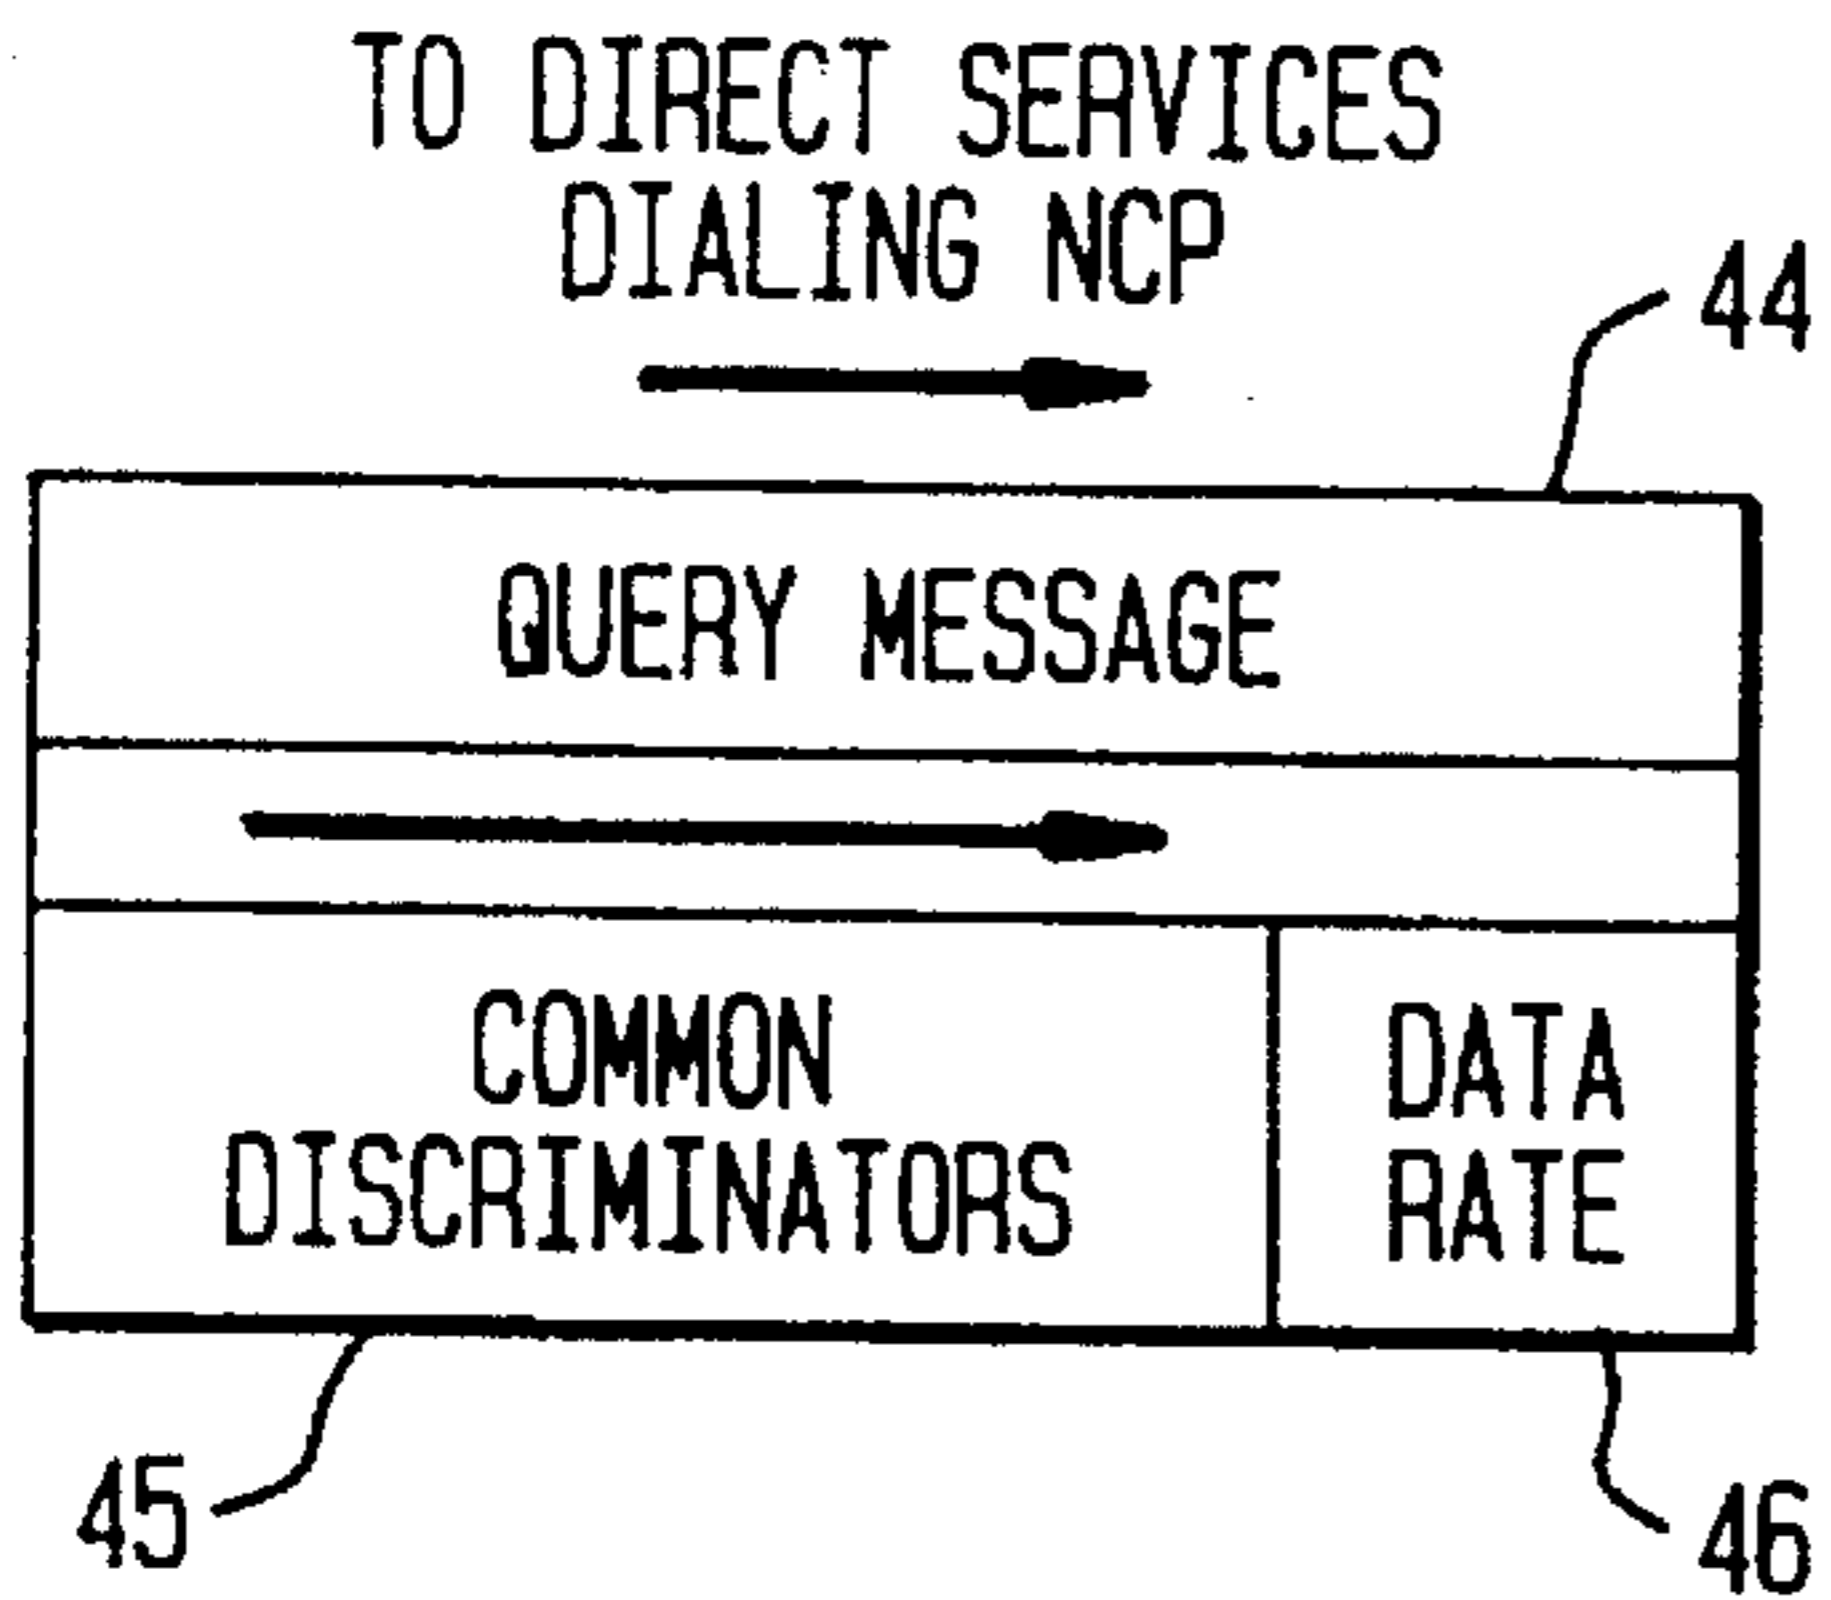 TO DIRECT SERVICES
DIALING NCP
44
QUERY MESSAGE
COMMON
DISCRIMINATORS
DATA
RATE
45
46